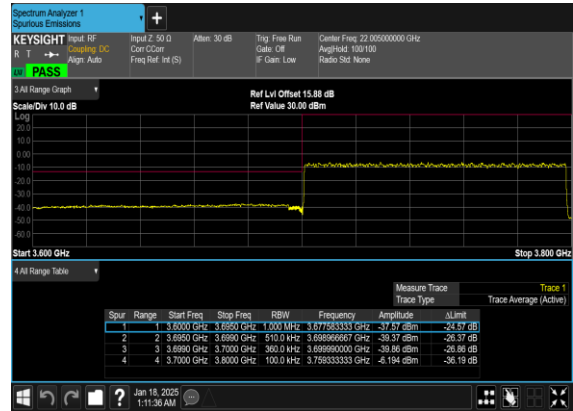 Spectrum Analyzer 1
Spurious Emissions
+
KEYSIGHT Input: RF Input Z: 50 Ω Atten: 30 dB Trig: Free Run Center Freq: 22.005000000 GHz
R T Coupling: DC Corr CCorr Gate: Off Avg|Hold: 100/100
Align: Auto Freq Ref: Int (S) IF Gain: Low Radio Std: None
LW PASS
3 All Range Graph
Ref Lvl Offset 15.88 dB
Scale/Div 10.0 dB Ref Value 30.00 dBm
Log
20.0
10.0
0.00
-10.0
-20.0
-30.0
-40.0
-50.0
-60.0
Start 3.600 GHz Stop 3.800 GHz
4 All Range Table
Measure Trace Trace 1
Trace Type Trace Average (Active)
Spur Range Start Freq Stop Freq RBW Frequency Amplitude ΔLimit
1 1 3.6000 GHz 3.6950 GHz 1.000 MHz 3.677583333 GHz -37.57 dBm -24.57 dB
2 2 3.6950 GHz 3.6990 GHz 510.0 kHz 3.698966667 GHz -39.37 dBm -26.37 dB
3 3 3.6990 GHz 3.7000 GHz 360.0 kHz 3.699990000 GHz -39.86 dBm -26.86 dB
4 4 3.7000 GHz 3.8000 GHz 100.0 kHz 3.759333333 GHz -6.194 dBm -36.19 dB
? Jan 18, 2025
1:11:36 AM